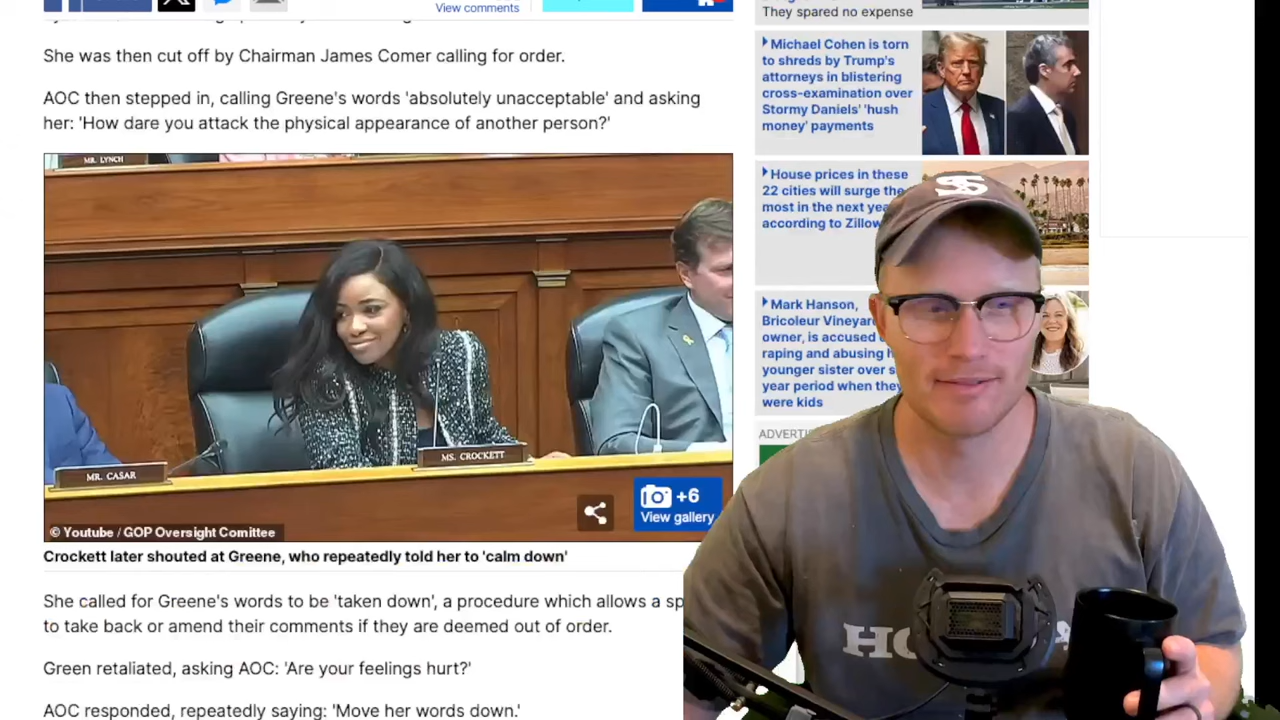 View comments
She was then cut off by Chairman James Comer calling for order.
AOC then stepped in, calling Greene's words 'absolutely unacceptable' and asking
her: 'How dare you attack the physical appearance of another person?'
MR. LYNCH
MS. CROCKETT
MR. CASAR
+6
View gallery
© Youtube / GOP Oversight Comittee
Crockett later shouted at Greene, who repeatedly told her to 'calm down'
She called for Greene's words to be 'taken down', a procedure which allows a sp
to take back or amend their comments if they are deemed out of order.
Green retaliated, asking AOC: 'Are your feelings hurt?'
AOC responded, repeatedly saying: 'Move her words down.'
They spared no expense
Michael Cohen is torn
to shreds by Trump's
attorneys in blistering
cross-examination over
Stormy Daniels' 'hush
money' payments
House prices in these
22 cities will surge the
most in the next yea
according to Zillow
Mark Hanson,
Bricoleur Vineyar
owner, is accused
raping and abusing h
younger sister over
year period when they
were kids
ADVERTI
S
HO